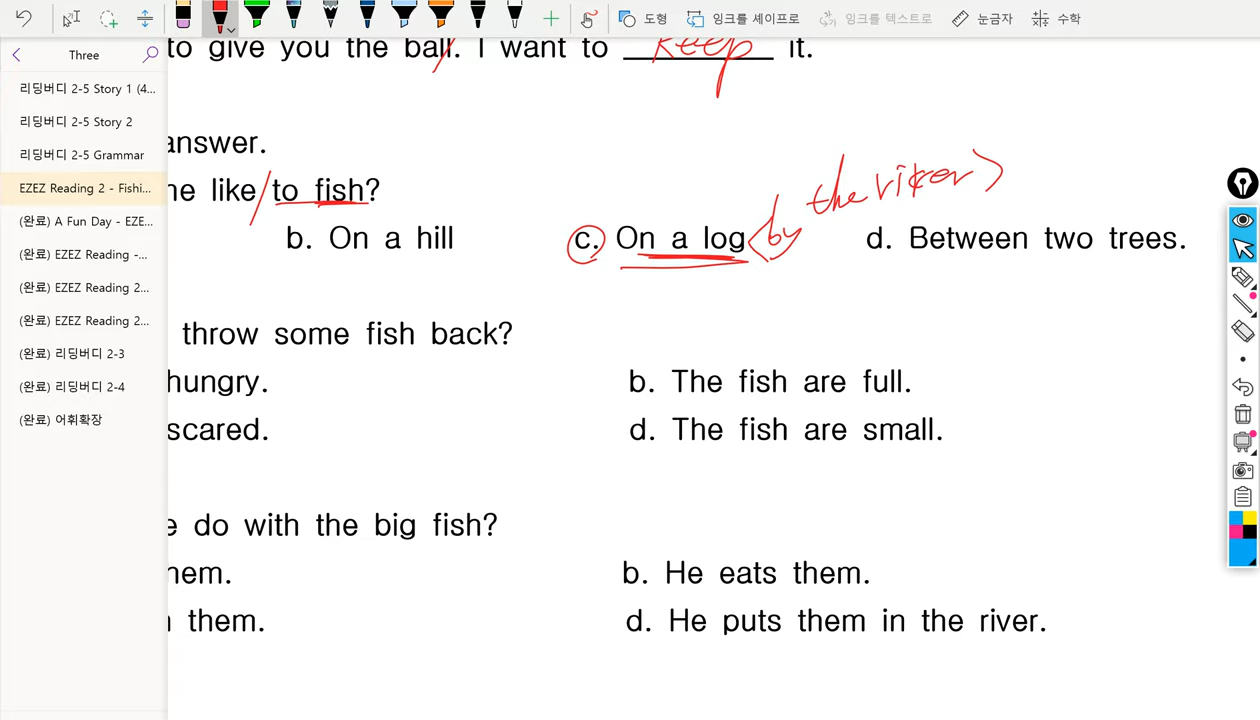 도형 잉크를 셰이프로 잉크를 텍스트로 눈금자 수학
Three
리딩버디 2-5 Story 1 (4...
리딩버디 2-5 Story 2
리딩버디 2-5 Grammar
EZEZ Reading 2 - Fishi...
(완료) A Fun Day - EZE...
(완료) EZEZ Reading -...
(완료) EZEZ Reading 2...
(완료) EZEZ Reading 2...
(완료) 리딩버디 2-3
(완료) 리딩버디 2-4
(완료) 어휘확장
to give you the ball. I want to keep it.
answer.
like to fish?
by the river
b. On a hill c. On a log d. Between two trees.
throw some fish back?
hungry. b. The fish are full.
scared. d. The fish are small.
do with the big fish?
b. He eats them.
them. d. He puts them in the river.